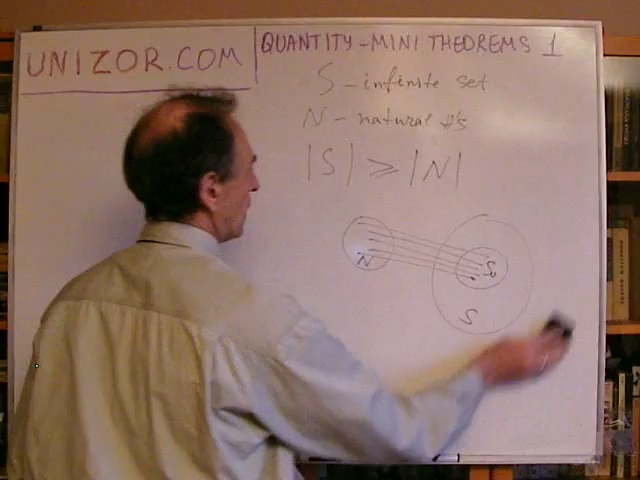 UNIZOR.COM
QUANTITY-MINI THEOREMS 1
S - infinite set
N - natural #s
|S| ⩾ |N|
N
S₀
S